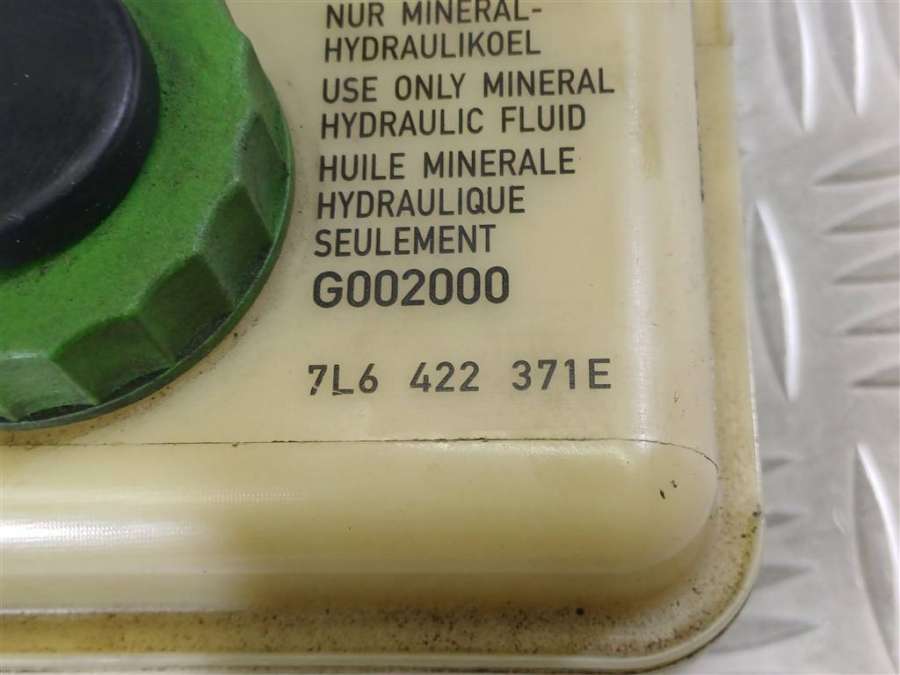 NUR MINERAL-
HYDRAULIKOEL
USE ONLY MINERAL
HYDRAULIC FLUID
HUILE MINERALE
HYDRAULIQUE
SEULEMENT
G002000
7L6 422 371E